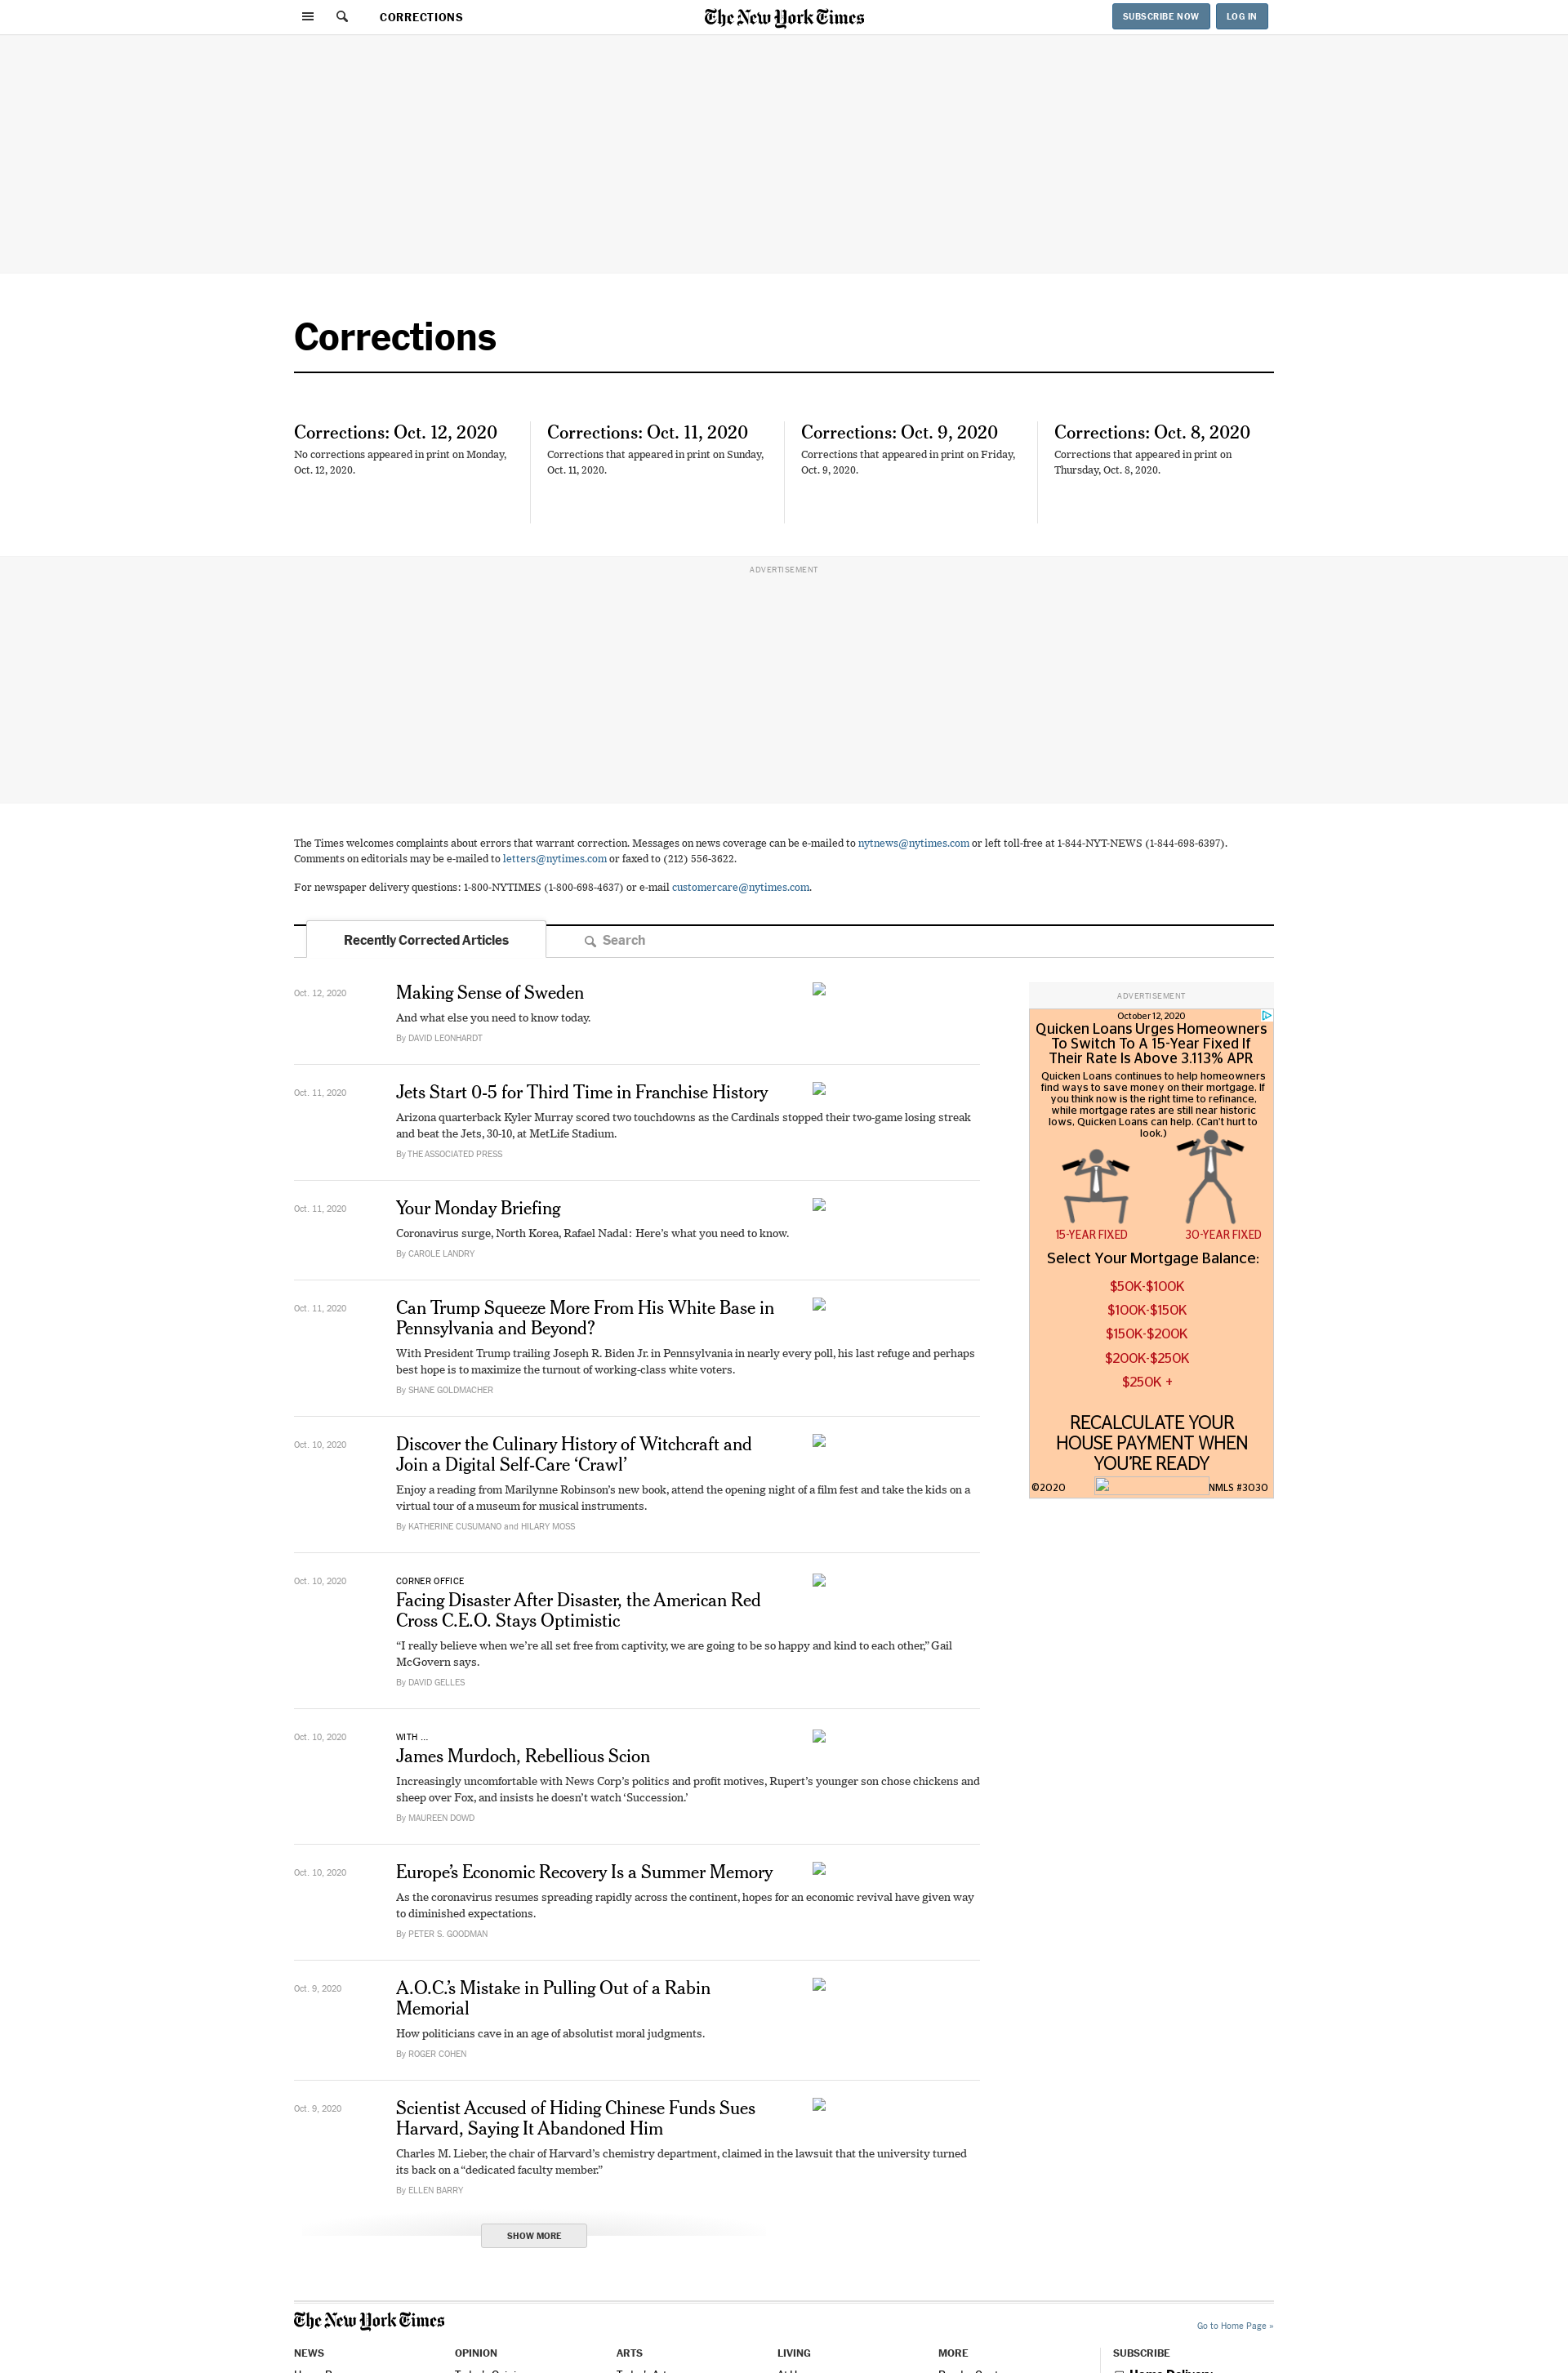 CORRECTIONS
The New York Times
SUBSCRIBE NOW
LOG IN
Corrections
Corrections: Oct. 12, 2020
No corrections appeared in print on Monday,
Oct. 12, 2020.
Corrections: Oct. 11, 2020
Corrections that appeared in print on Sunday,
Oct. 11, 2020.
Corrections: Oct. 9, 2020
Corrections that appeared in print on Friday,
Oct. 9, 2020.
Corrections: Oct. 8, 2020
Corrections that appeared in print on
Thursday, Oct. 8, 2020.
ADVERTISEMENT
The Times welcomes complaints about errors that warrant correction. Messages on news coverage can be e-mailed to nytnews@nytimes.com or left toll-free at 1-844-NYT-NEWS (1-844-698-6397).
Comments on editorials may be e-mailed to letters@nytimes.com or faxed to (212) 556-3622.
For newspaper delivery questions: 1-800-NYTIMES (1-800-698-4637) or e-mail customercare@nytimes.com.
Recently Corrected Articles
Search
Oct. 12, 2020
Making Sense of Sweden
And what else you need to know today.
By DAVID LEONHARDT
Oct. 11, 2020
Jets Start 0-5 for Third Time in Franchise History
Arizona quarterback Kyler Murray scored two touchdowns as the Cardinals stopped their two-game losing streak
and beat the Jets, 30-10, at MetLife Stadium.
By THE ASSOCIATED PRESS
Oct. 11, 2020
Your Monday Briefing
Coronavirus surge, North Korea, Rafael Nadal: Here’s what you need to know.
By CAROLE LANDRY
Oct. 11, 2020
Can Trump Squeeze More From His White Base in
Pennsylvania and Beyond?
With President Trump trailing Joseph R. Biden Jr. in Pennsylvania in nearly every poll, his last refuge and perhaps
best hope is to maximize the turnout of working-class white voters.
By SHANE GOLDMACHER
Oct. 10, 2020
Discover the Culinary History of Witchcraft and
Join a Digital Self-Care ‘Crawl’
Enjoy a reading from Marilynne Robinson’s new book, attend the opening night of a film fest and take the kids on a
virtual tour of a museum for musical instruments.
By KATHERINE CUSUMANO and HILARY MOSS
Oct. 10, 2020
CORNER OFFICE
Facing Disaster After Disaster, the American Red
Cross C.E.O. Stays Optimistic
“I really believe when we’re all set free from captivity, we are going to be so happy and kind to each other,” Gail
McGovern says.
By DAVID GELLES
Oct. 10, 2020
WITH ...
James Murdoch, Rebellious Scion
Increasingly uncomfortable with News Corp’s politics and profit motives, Rupert’s younger son chose chickens and
sheep over Fox, and insists he doesn’t watch ‘Succession.’
By MAUREEN DOWD
Oct. 10, 2020
Europe’s Economic Recovery Is a Summer Memory
As the coronavirus resumes spreading rapidly across the continent, hopes for an economic revival have given way
to diminished expectations.
By PETER S. GOODMAN
Oct. 9, 2020
A.O.C.’s Mistake in Pulling Out of a Rabin
Memorial
How politicians cave in an age of absolutist moral judgments.
By ROGER COHEN
Oct. 9, 2020
Scientist Accused of Hiding Chinese Funds Sues
Harvard, Saying It Abandoned Him
Charles M. Lieber, the chair of Harvard’s chemistry department, claimed in the lawsuit that the university turned
its back on a “dedicated faculty member.”
By ELLEN BARRY
SHOW MORE
ADVERTISEMENT
October 12, 2020
Quicken Loans Urges Homeowners
To Switch To A 15-Year Fixed If
Their Rate Is Above 3.113% APR
Quicken Loans continues to help homeowners
find ways to save money on their mortgage. If
you think now is the right time to refinance,
while mortgage rates are still near historic
lows, Quicken Loans can help. (Can't hurt to
look.)
15-YEAR FIXED
30-YEAR FIXED
Select Your Mortgage Balance:
$50K-$100K
$100K-$150K
$150K-$200K
$200K-$250K
$250K +
RECALCULATE YOUR
HOUSE PAYMENT WHEN
YOU'RE READY
©2020
NMLS #3030
The New York Times
Go to Home Page »
NEWS
OPINION
ARTS
LIVING
MORE
SUBSCRIBE